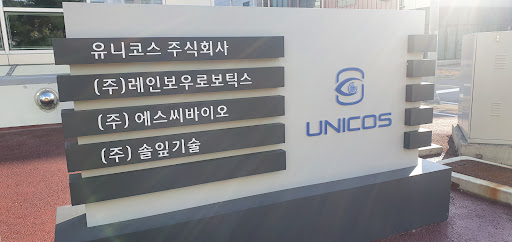 유니코스 주식회사
(주)레인보우로보틱스
(주) 에스씨바이오
(주) 솔잎기술
UNICOS